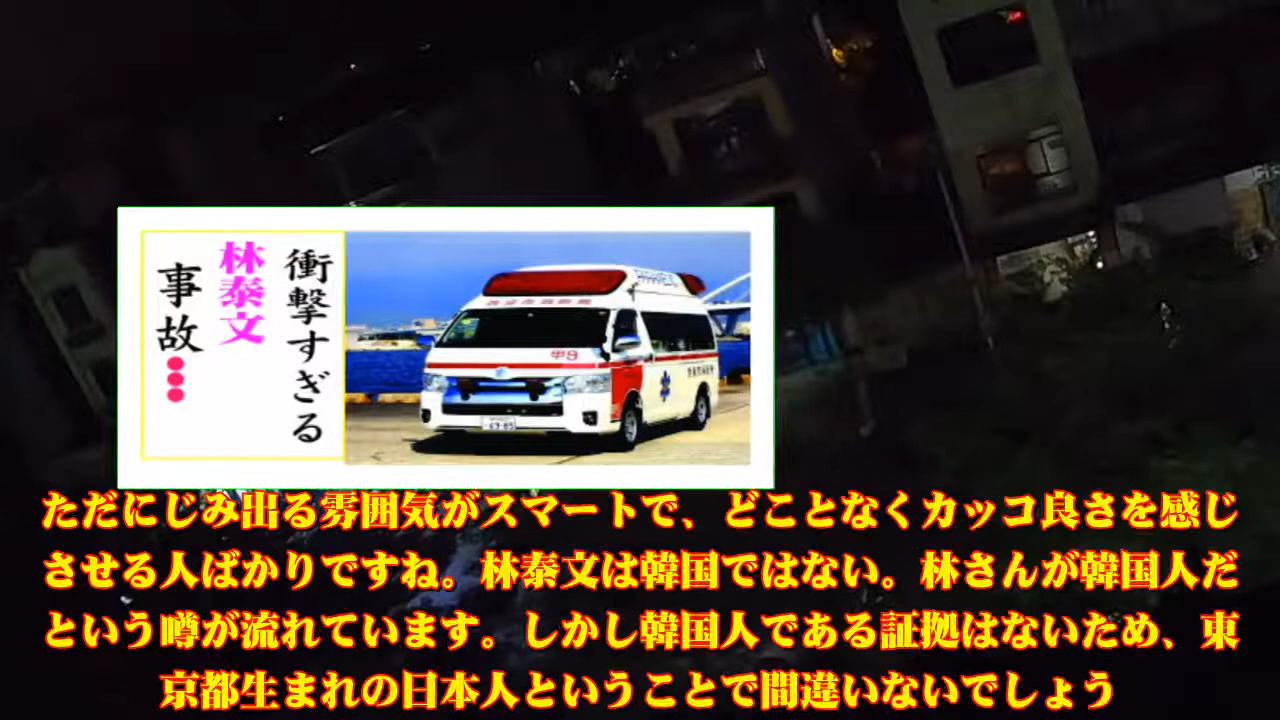 衝撃すぎる
林泰文
事故•••
甲9
ただにじみ出る雰囲気がスマートで、どことなくカッコ良さを感じ
させる人ばかりですね。林泰文は韓国ではない。林さんが韓国人だ
という噂が流れています。しかし韓国人である証拠はないため、東
京都生まれの日本人ということで間違いないでしょう